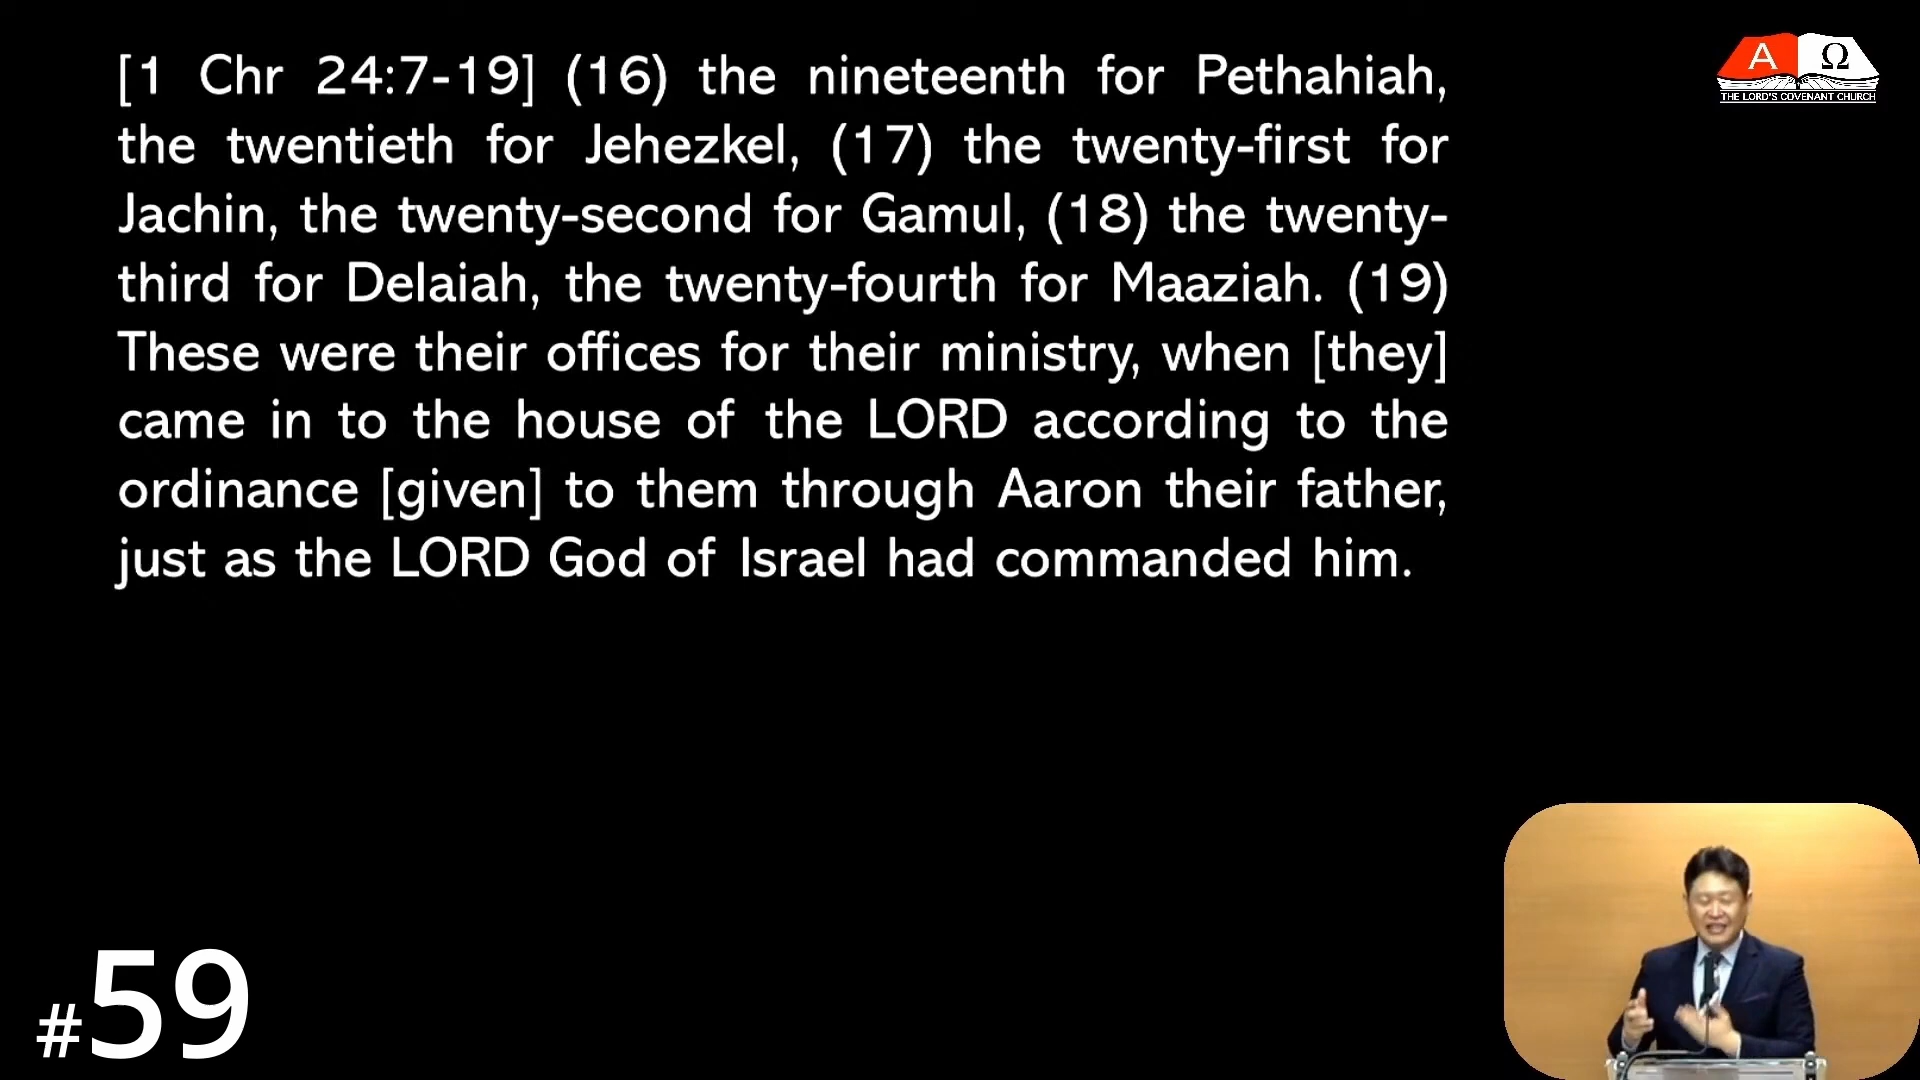 [1 Chr 24:7-19] (16) the nineteenth for Pethahiah,
the twentieth for Jehezkel, (17) the twenty-first for
Jachin, the twenty-second for Gamul, (18) the twenty-
third for Delaiah, the twenty-fourth for Maaziah. (19)
These were their offices for their ministry, when [they]
came in to the house of the LORD according to the
ordinance [given] to them through Aaron their father,
just as the LORD God of Israel had commanded him.
A Ω
THE LORD'S COVENANT CHURCH
#59